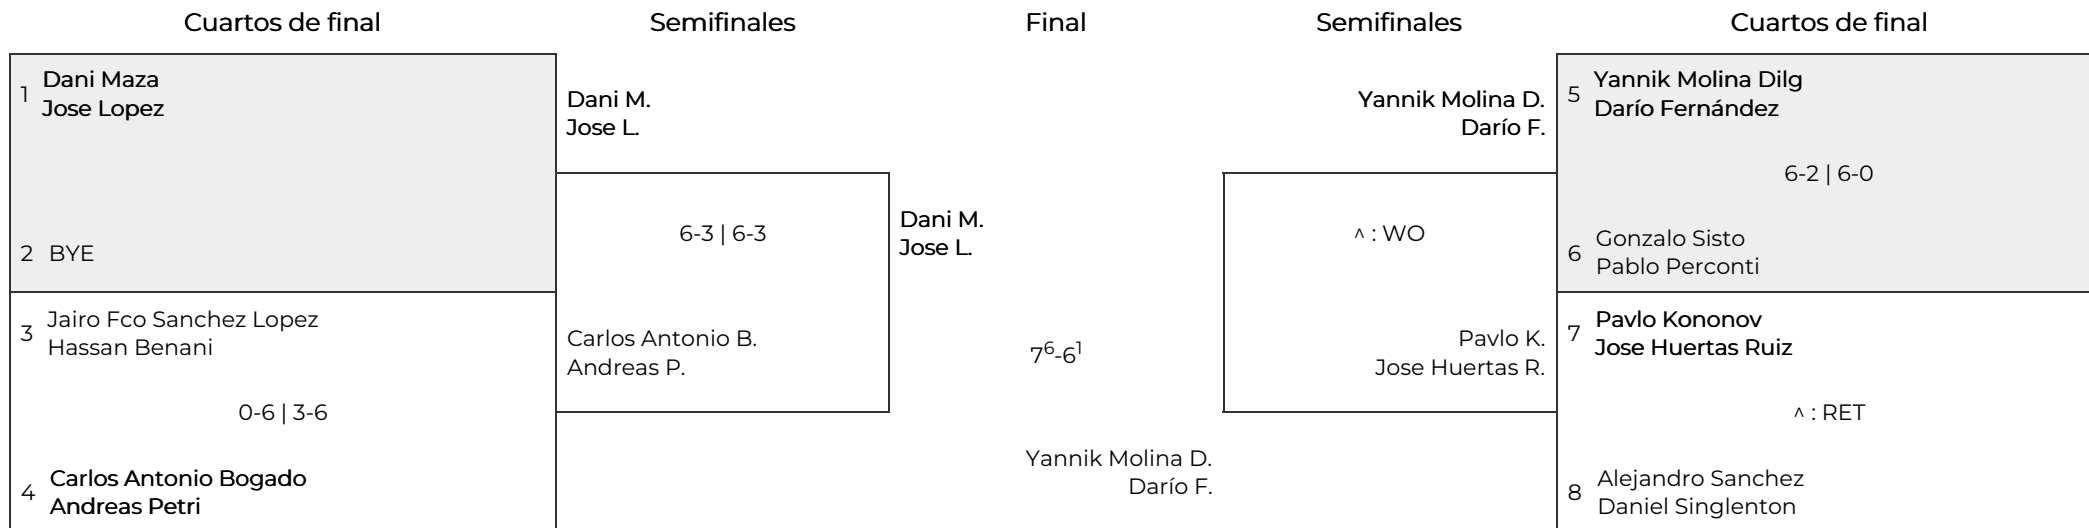 Cuartos de final
Semifinales
Final
Semifinales
Cuartos de final
1
Dani Maza
Jose Lopez
2 BYE
3
Jairo Fco Sanchez Lopez
Hassan Benani
0-6 | 3-6
4
Carlos Antonio Bogado
Andreas Petri
Dani M.
Jose L.
6-3 | 6-3
Carlos Antonio B.
Andreas P.
Dani M.
Jose L.
7⁶-6¹
Yannik Molina D.
Darío F.
Yannik Molina D.
Darío F.
^ : WO
Pavlo K.
Jose Huertas R.
5
Yannik Molina Dilg
Darío Fernández
6-2 | 6-0
6
Gonzalo Sisto
Pablo Perconti
7
Pavlo Kononov
Jose Huertas Ruiz
^ : RET
8
Alejandro Sanchez
Daniel Singlenton